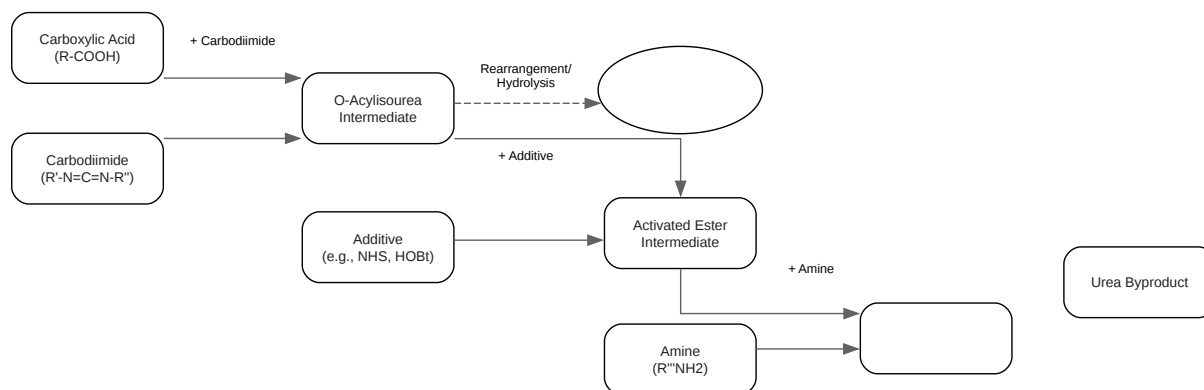 Carboxylic Acid
(R-COOH)
+ Carbodiimide
Rearrangement/
Hydrolysis
O-Acylisourea
Intermediate
Carbodiimide
(R'-N=C=N-R")
+ Additive
Additive
(e.g., NHS, HOBt)
Activated Ester
Intermediate
+ Amine
Urea Byproduct
Amine
(R'"NH2)